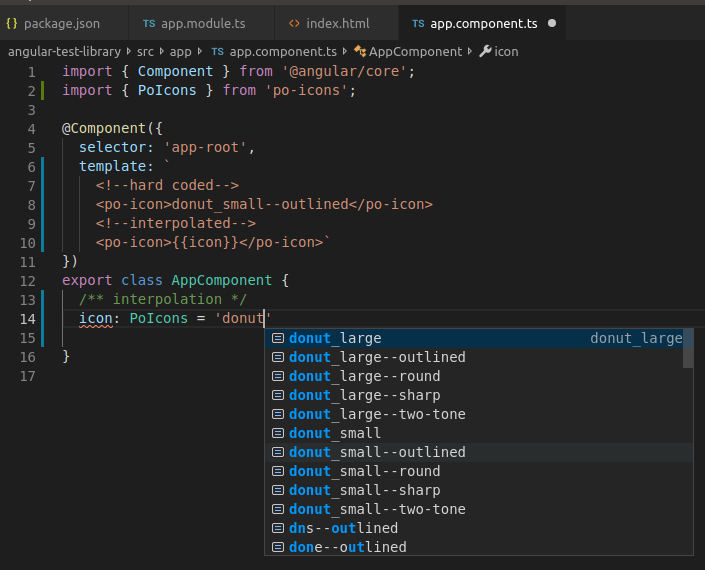 {} package.json TS app.module.ts <> index.html TS app.component.ts
angular-test-library › src › app › TS app.component.ts › AppComponent › icon
1 import { Component } from '@angular/core';
2 import { PoIcons } from 'po-icons';
3
4 @Component({
5 selector: 'app-root',
6 template: `
7 <!--hard coded-->
8 <po-icon>donut_small--outlined</po-icon>
9 <!--interpolated-->
10 <po-icon>{{icon}}</po-icon>`
11 })
12 export class AppComponent {
13 /** interpolation */
14 icon: PoIcons = 'donut'
15
16 }
17
donut_large donut_large
donut_large--outlined
donut_large--round
donut_large--sharp
donut_large--two-tone
donut_small
donut_small--outlined
donut_small--round
donut_small--sharp
donut_small--two-tone
dns--outlined
done--outlined